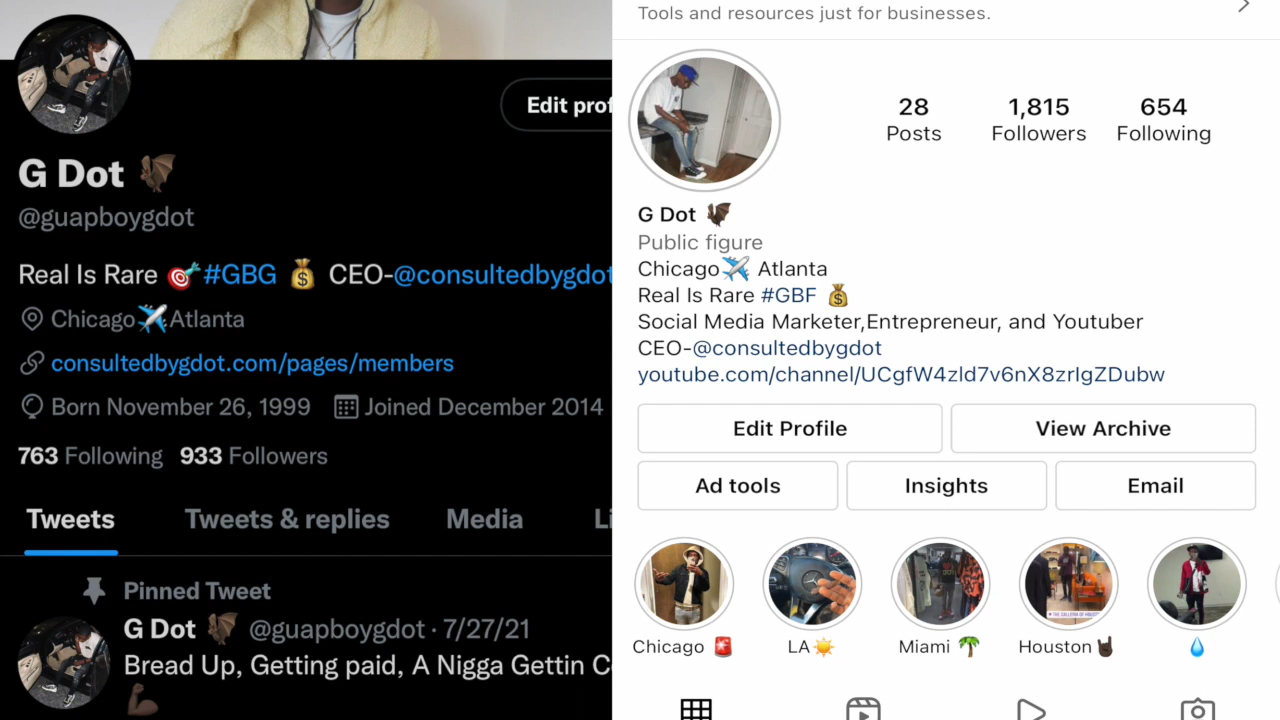 Edit prof
G Dot 🦇
@guapboygdot
Real Is Rare 🎯 #GBG 💰 CEO-@consultedbygdot
Chicago✈️Atlanta
consultedbygdot.com/pages/members
Born November 26, 1999 Joined December 2014
763 Following 933 Followers
Tweets Tweets & replies Media Li
Pinned Tweet
G Dot 🦇 @guapboygdot · 7/27/21
Bread Up, Getting paid, A Nigga Gettin C
Tools and resources just for businesses.
28 1,815 654
Posts Followers Following
G Dot 🦇
Public figure
Chicago✈️ Atlanta
Real Is Rare #GBF 💰
Social Media Marketer,Entrepreneur, and Youtuber
CEO-@consultedbygdot
youtube.com/channel/UCgfW4zld7v6nX8zrIgZDubw
Edit Profile View Archive
Ad tools Insights Email
Chicago 🚨 LA☀️ Miami 🌴 Houston🤘🏿 💧